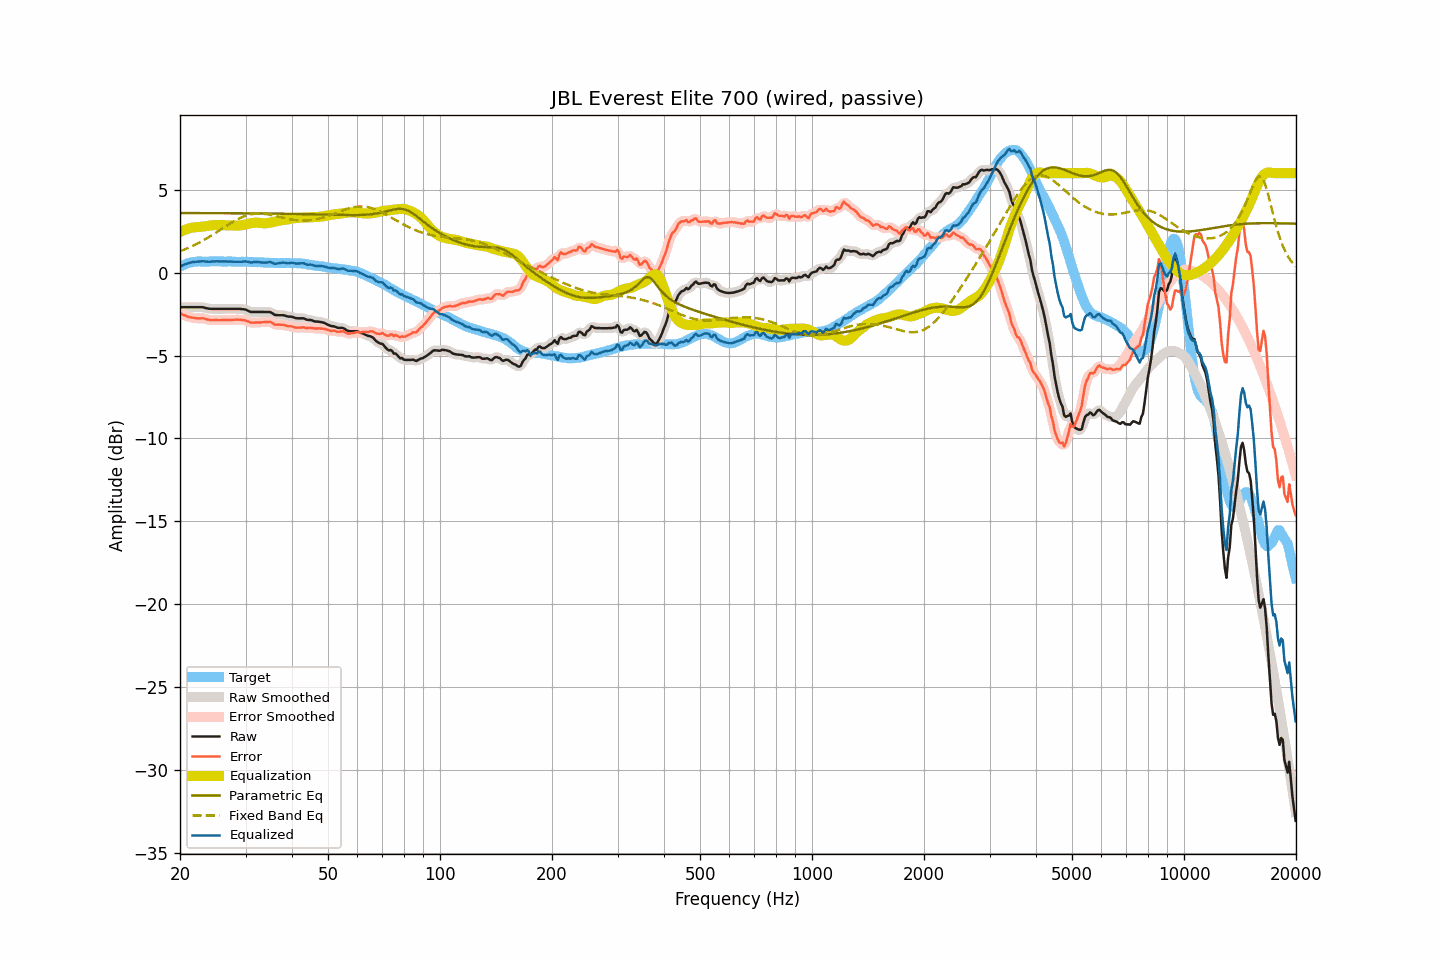 JBL Everest Elite 700 (wired, passive)
5
0
−5
−10
−15
−20
−25
−30
−35
Amplitude (dBr)
Target
Raw Smoothed
Error Smoothed
Raw
Error
Equalization
Parametric Eq
Fixed Band Eq
Equalized
20 50 100 200 500 1000 2000 5000 10000 20000
Frequency (Hz)